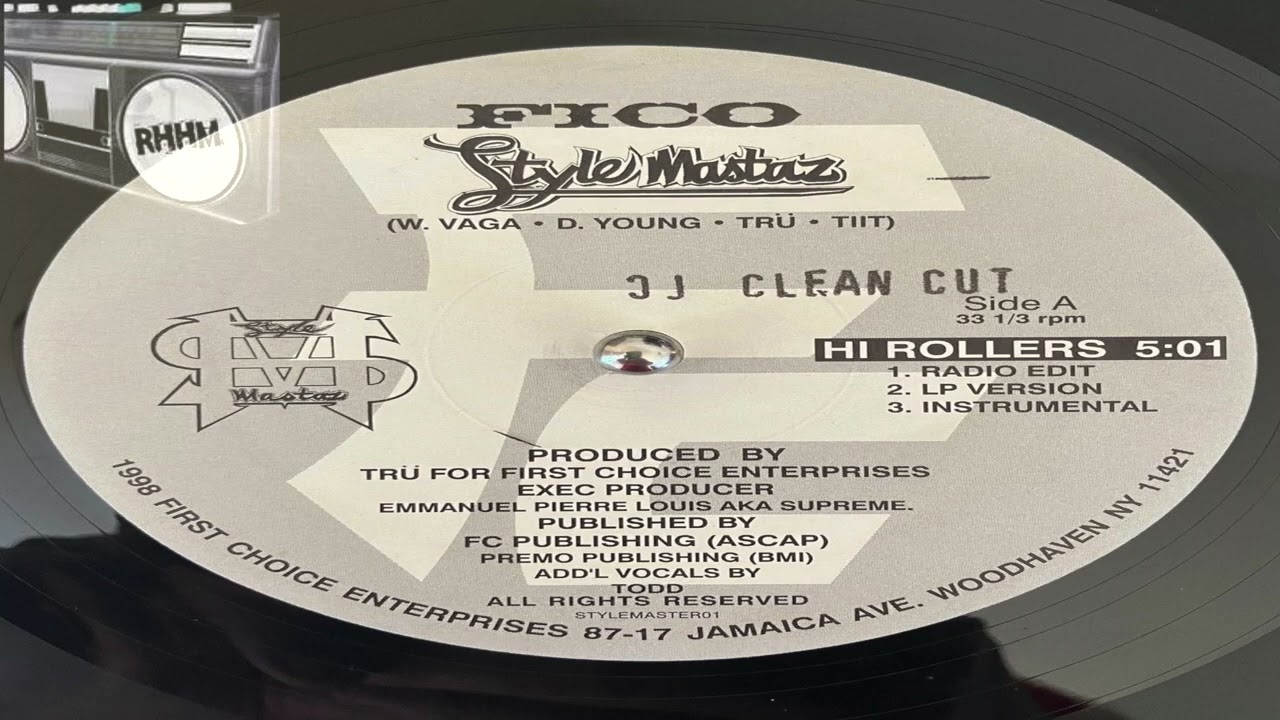 RHHM
FICO
Style Mastaz
(W. VAGA • D. YOUNG • TRÜ • TIIT)
DJ CLEAN CUT
Side A
33 1/3 rpm
HI ROLLERS 5:01
1. RADIO EDIT
2. LP VERSION
3. INSTRUMENTAL
Style
SMS
Mastaz
PRODUCED BY
TRÜ FOR FIRST CHOICE ENTERPRISES
EXEC PRODUCER
EMMANUEL PIERRE LOUIS AKA SUPREME.
PUBLISHED BY
FC PUBLISHING (ASCAP)
PREMO PUBLISHING (BMI)
ADD'L VOCALS BY
TODD
ALL RIGHTS RESERVED
STYLEMASTER01
1998 FIRST CHOICE ENTERPRISES 87-17 JAMAICA AVE. WOODHAVEN NY 11421